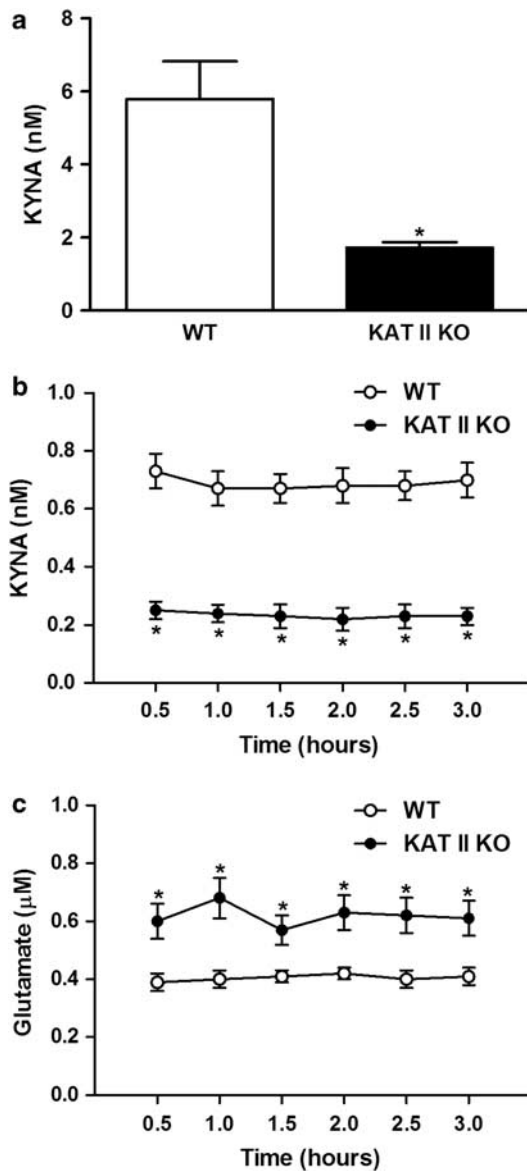 a
8
6
4
2
0
KYNA (nM)
*
WT
KAT II KO
b
WT
KAT II KO
1.0
0.8
0.6
0.4
0.2
0.0
KYNA (nM)
* * * * * *
0.5 1.0 1.5 2.0 2.5 3.0
Time (hours)
c
WT
KAT II KO
1.0
0.8
0.6
0.4
0.2
0.0
Glutamate (μM)
* * * * * *
0.5 1.0 1.5 2.0 2.5 3.0
Time (hours)